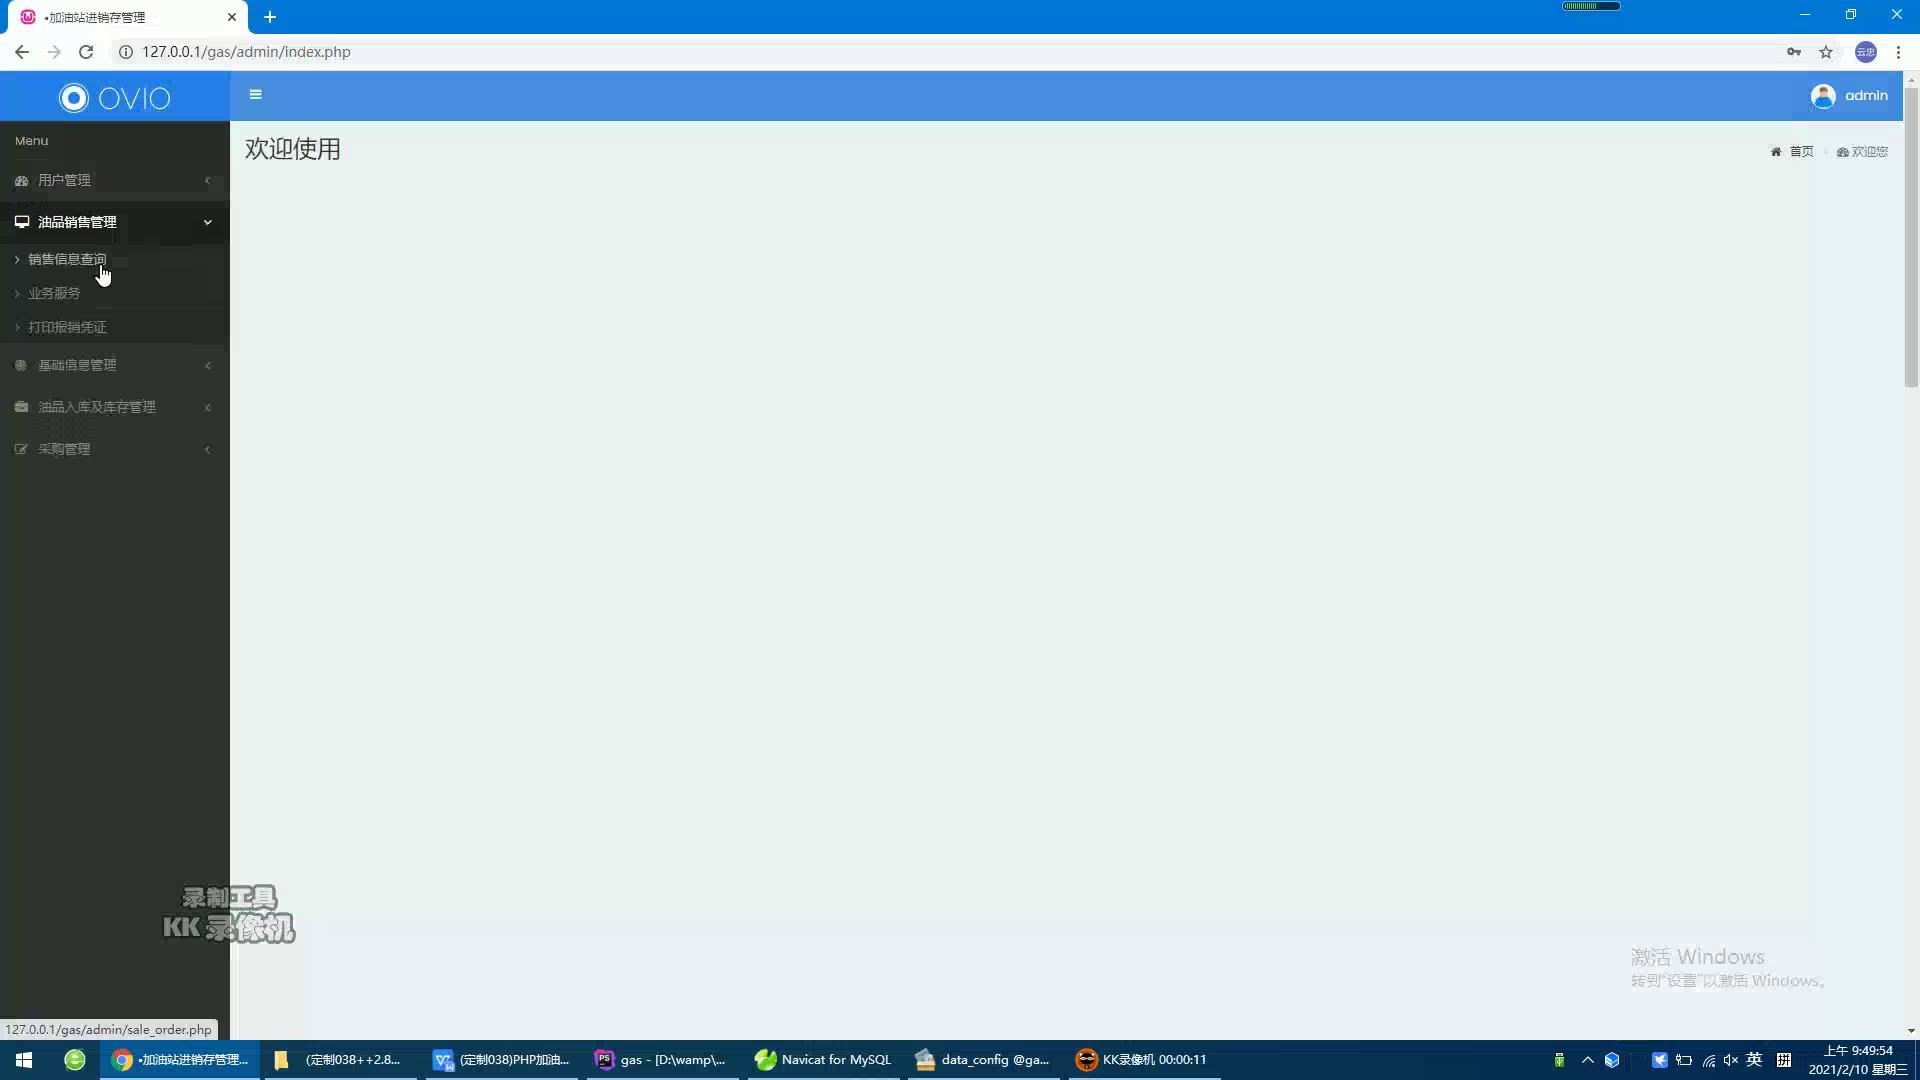 •加油站进销存管理
127.0.0.1/gas/admin/index.php
云忠
OVIO
admin
Menu
欢迎使用
首页
欢迎您
用户管理
油品销售管理
销售信息查询
业务服务
打印报销凭证
基础信息管理
油品入库及库存管理
采购管理
录制工具
KK 录像机
激活 Windows
转到"设置"以激活 Windows。
127.0.0.1/gas/admin/sale_order.php
•加油站进销存管理...
(定制038++2.8...
(定制038)PHP加油...
gas - [D:\wamp\...
Navicat for MySQL
data_config @ga...
KK录像机 00:00:11
英
拼
上午 9:49:54
2021/2/10 星期三